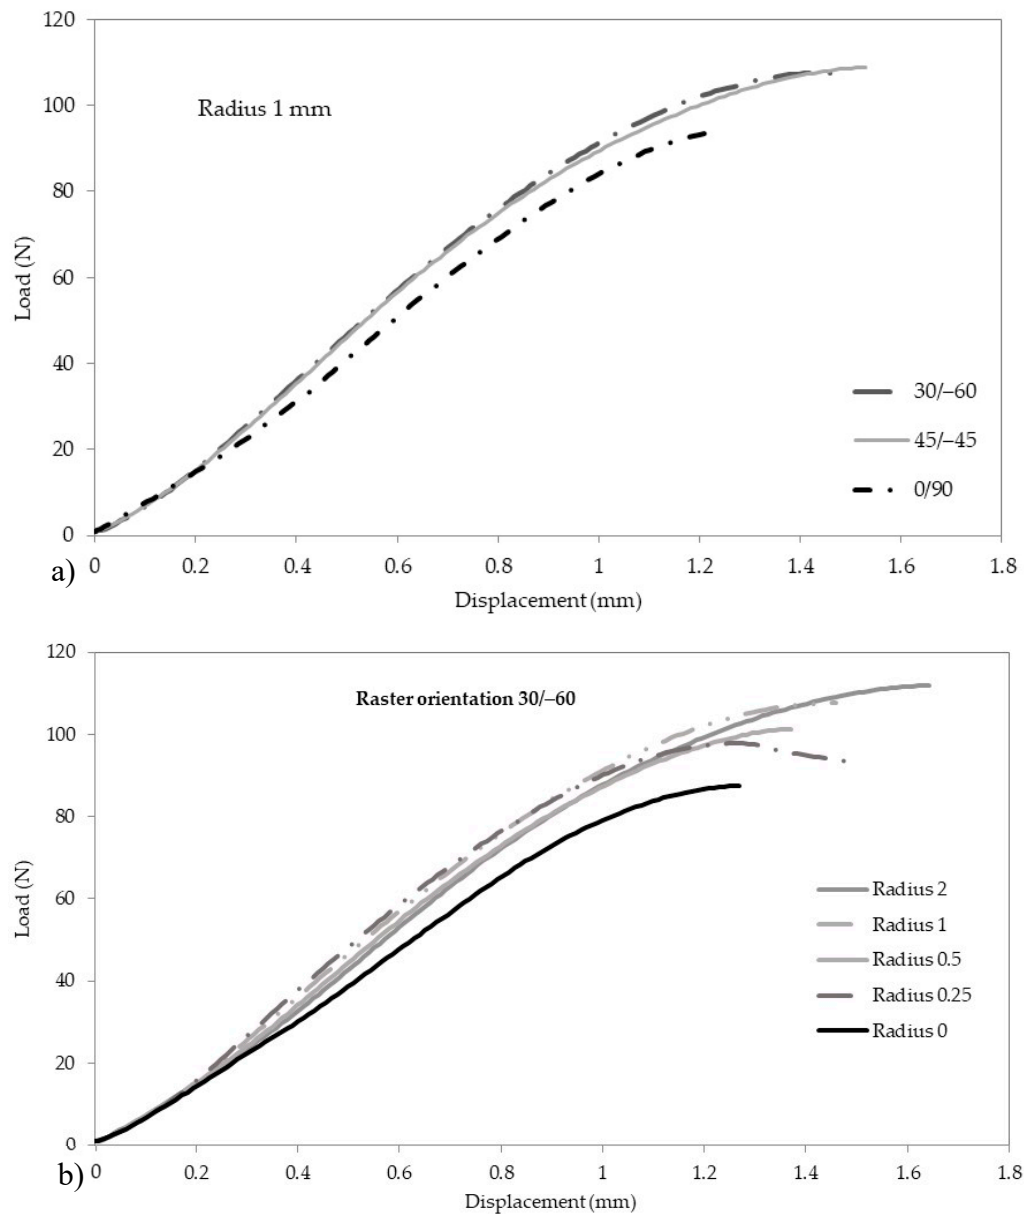 120
Radius 1 mm
100
80
60
40
20
0
Load (N)
30/–60
45/–45
0/90
a)
0 0.2 0.4 0.6 0.8 1 1.2 1.4 1.6 1.8
Displacement (mm)
120
Raster orientation 30/–60
100
80
60
40
20
0
Load (N)
Radius 2
Radius 1
Radius 0.5
Radius 0.25
Radius 0
b)
0 0.2 0.4 0.6 0.8 1 1.2 1.4 1.6 1.8
Displacement (mm)